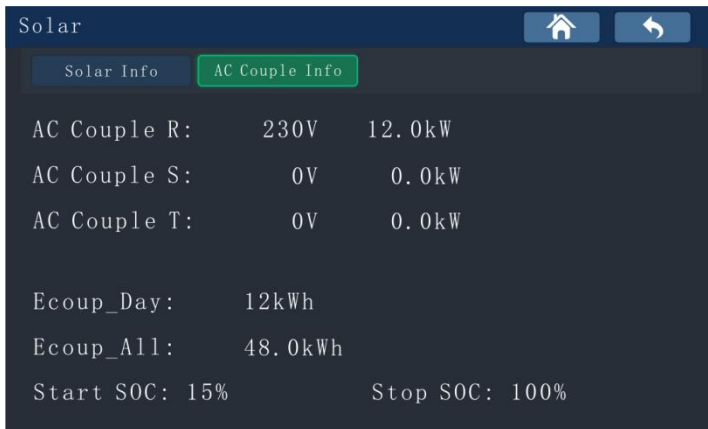 Solar
Solar Info AC Couple Info
AC Couple R: 230V 12.0kW
AC Couple S: 0V 0.0kW
AC Couple T: 0V 0.0kW
Ecoup_Day: 12kWh
Ecoup_All: 48.0kWh
Start SOC: 15% Stop SOC: 100%